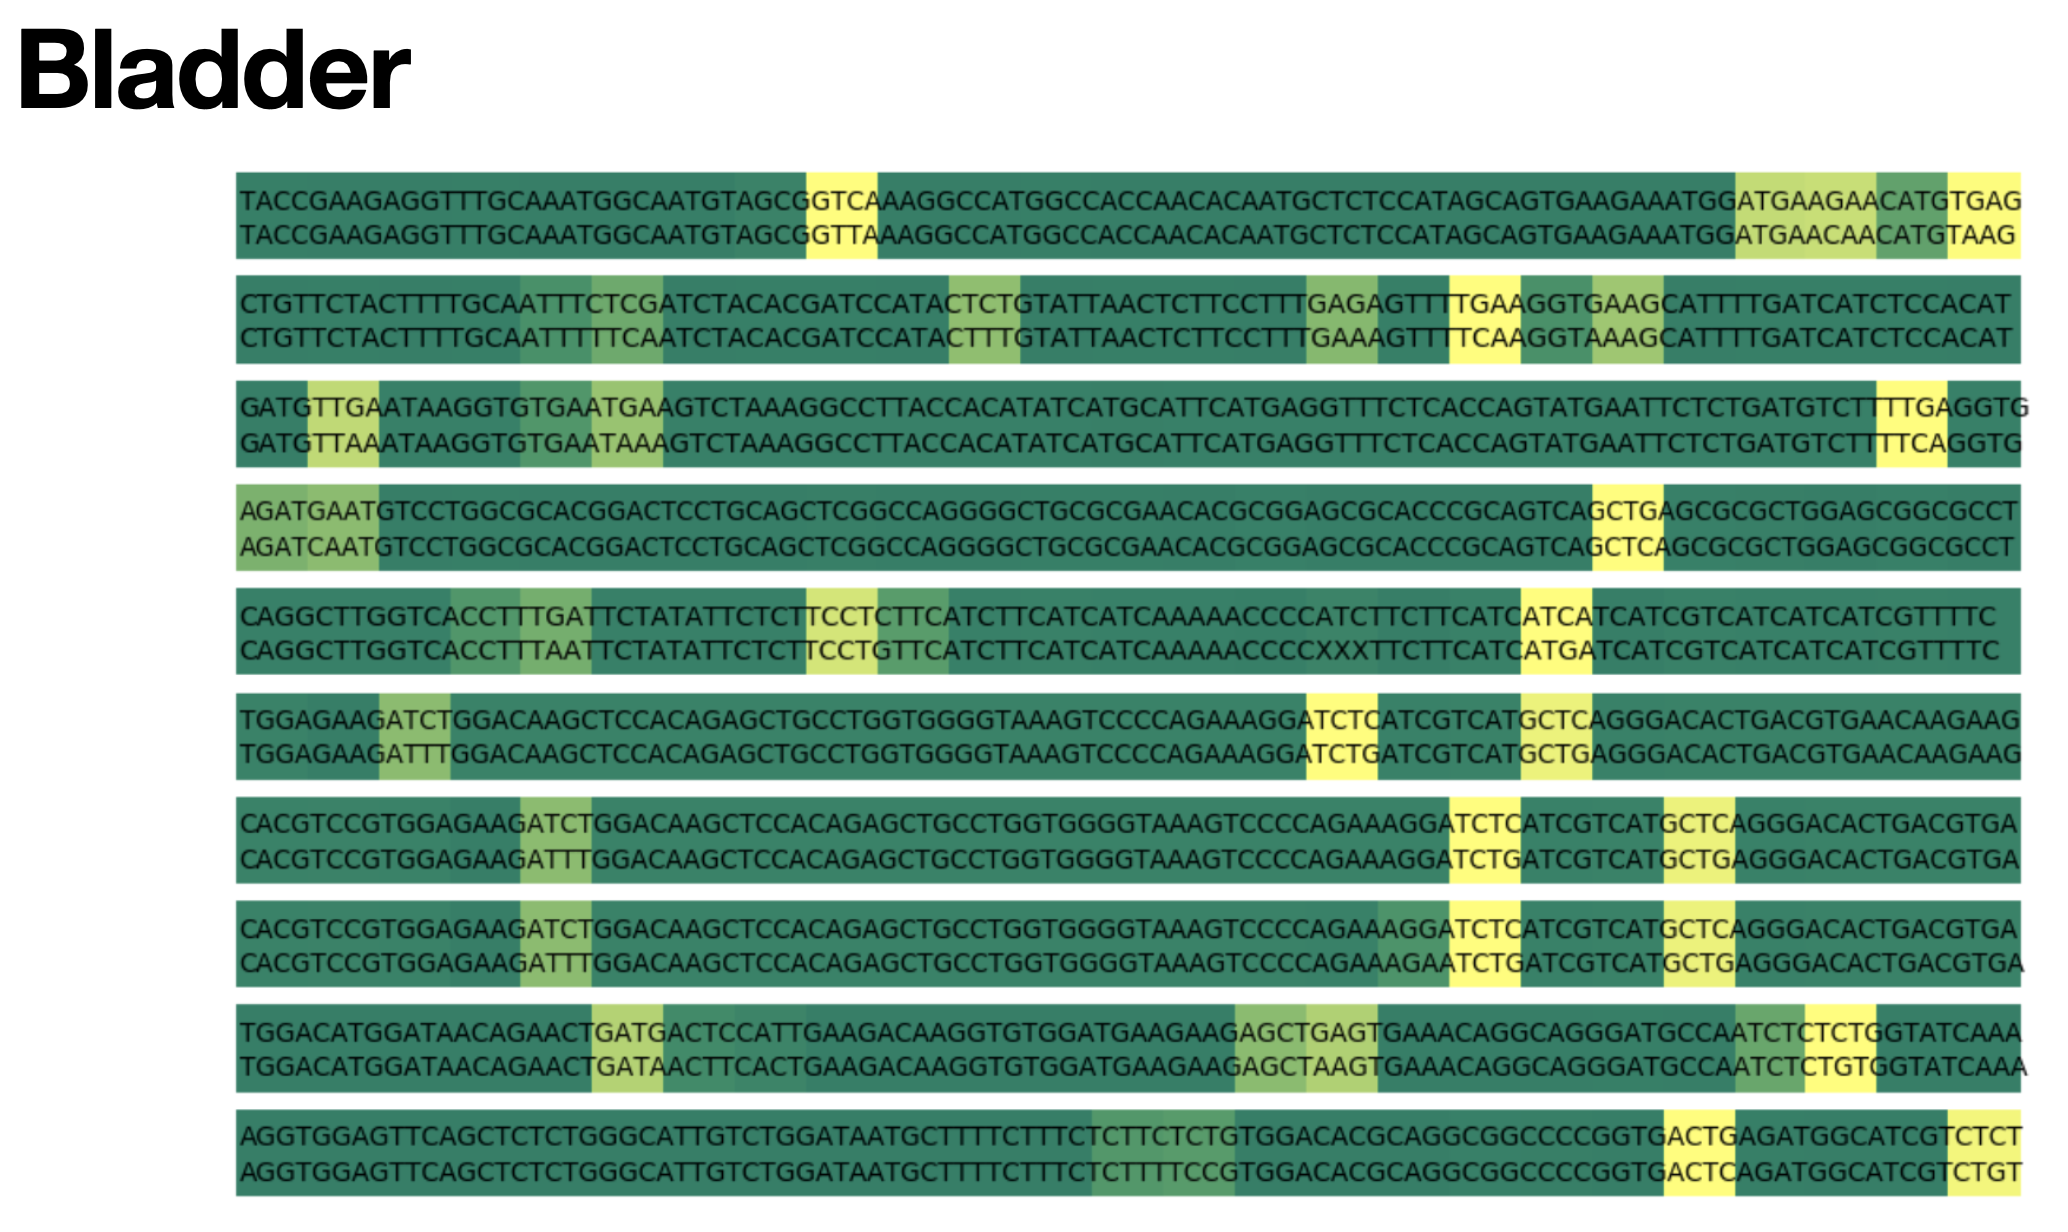 Bladder
TACCGAAGAGGTTTGCAAATGGCAATGTAGCGGTCAAAGGCCATGGCCACCAACACAATGCTCTCCATAGCAGTGAAGAAATGGATGAAGAACATGTGAG
TACCGAAGAGGTTTGCAAATGGCAATGTAGCGGTTAAAGGCCATGGCCACCAACACAATGCTCTCCATAGCAGTGAAGAAATGGATGAACAACATGTAAG
CTGTTCTACTTTTGCAATTTCTCGATCTACACGATCCATACTCTGTATTAACTCTTCCTTTGAGAGTTTTGAAGGTGAAGCATTTTGATCATCTCCACAT
CTGTTCTACTTTTGCAATTTTTCAATCTACACGATCCATACTTTGTATTAACTCTTCCTTTGAAAGTTTTCAAGGTAAAGCATTTTGATCATCTCCACAT
GATGTTGAATAAGGTGTGAATGAAGTCTAAAGGCCTTACCACATATCATGCATTCATGAGGTTTCTCACCAGTATGAATTCTCTGATGTCTTTTGAGGTG
GATGTTAAATAAGGTGTGAATAAAGTCTAAAGGCCTTACCACATATCATGCATTCATGAGGTTTCTCACCAGTATGAATTCTCTGATGTCTTTTCAGGTG
AGATGAATGTCCTGGCGCACGGACTCCTGCAGCTCGGCCAGGGGCTGCGCGAACACGCGGAGCGCACCCGCAGTCAGCTGAGCGCGCTGGAGCGGCGCCT
AGATCAATGTCCTGGCGCACGGACTCCTGCAGCTCGGCCAGGGGCTGCGCGAACACGCGGAGCGCACCCGCAGTCAGCTCAGCGCGCTGGAGCGGCGCCT
CAGGCTTGGTCACCTTTGATTCTATATTCTCTTCCTCTTCATCTTCATCATCAAAAACCCCATCTTCTTCATCATCATCATCGTCATCATCATCGTTTTC
CAGGCTTGGTCACCTTTAATTCTATATTCTCTTCCTGTTCATCTTCATCATCAAAAACCCCXXXTTCTTCATCATGATCATCGTCATCATCATCGTTTTC
TGGAGAAGATCTGGACAAGCTCCACAGAGCTGCCTGGTGGGGTAAAGTCCCCAGAAAGGATCTCATCGTCATGCTCAGGGACACTGACGTGAACAAGAAG
TGGAGAAGATTTGGACAAGCTCCACAGAGCTGCCTGGTGGGGTAAAGTCCCCAGAAAGGATCTGATCGTCATGCTGAGGGACACTGACGTGAACAAGAAG
CACGTCCGTGGAGAAGATCTGGACAAGCTCCACAGAGCTGCCTGGTGGGGTAAAGTCCCCAGAAAGGATCTCATCGTCATGCTCAGGGACACTGACGTGA
CACGTCCGTGGAGAAGATTTGGACAAGCTCCACAGAGCTGCCTGGTGGGGTAAAGTCCCCAGAAAGGATCTGATCGTCATGCTGAGGGACACTGACGTGA
CACGTCCGTGGAGAAGATCTGGACAAGCTCCACAGAGCTGCCTGGTGGGGTAAAGTCCCCAGAAAGGATCTCATCGTCATGCTCAGGGACACTGACGTGA
CACGTCCGTGGAGAAGATTTGGACAAGCTCCACAGAGCTGCCTGGTGGGGTAAAGTCCCCAGAAAGAATCTGATCGTCATGCTGAGGGACACTGACGTGA
TGGACATGGATAACAGAACTGATGACTCCATTGAAGACAAGGTGTGGATGAAGAAGAGCTGAGTGAAACAGGCAGGGATGCCAATCTCTCTGGTATCAAA
TGGACATGGATAACAGAACTGATAACTTCACTGAAGACAAGGTGTGGATGAAGAAGAGCTAAGTGAAACAGGCAGGGATGCCAATCTCTGTGGTATCAAA
AGGTGGAGTTCAGCTCTCTGGGCATTGTCTGGATAATGCTTTTCTTTCTCTTCTCTGTGGACACGCAGGCGGCCCCGGTGACTGAGATGGCATCGTCTCT
AGGTGGAGTTCAGCTCTCTGGGCATTGTCTGGATAATGCTTTTCTTTCTCTTTTCCGTGGACACGCAGGCGGCCCCGGTGACTCAGATGGCATCGTCTGT